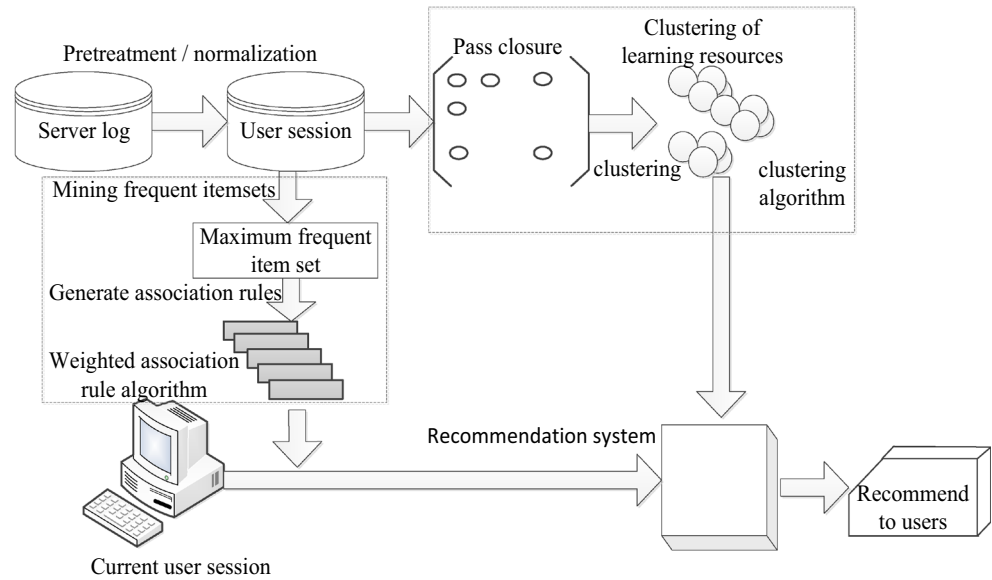 Pretreatment / normalization
Server log
User session
Pass closure
Clustering of
learning resources
clustering
clustering
algorithm
Mining frequent itemsets
Maximum frequent
item set
Generate association rules
Weighted association
rule algorithm
Recommendation system
Recommend
to users
Current user session